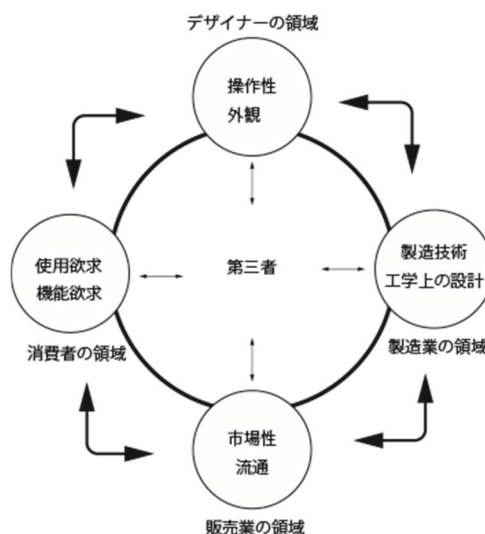 デザイナーの領域
操作性
外観
使用欲求
機能欲求
消費者の領域
第三者
製造技術
工学上の設計
製造業の領域
市場性
流通
販売業の領域